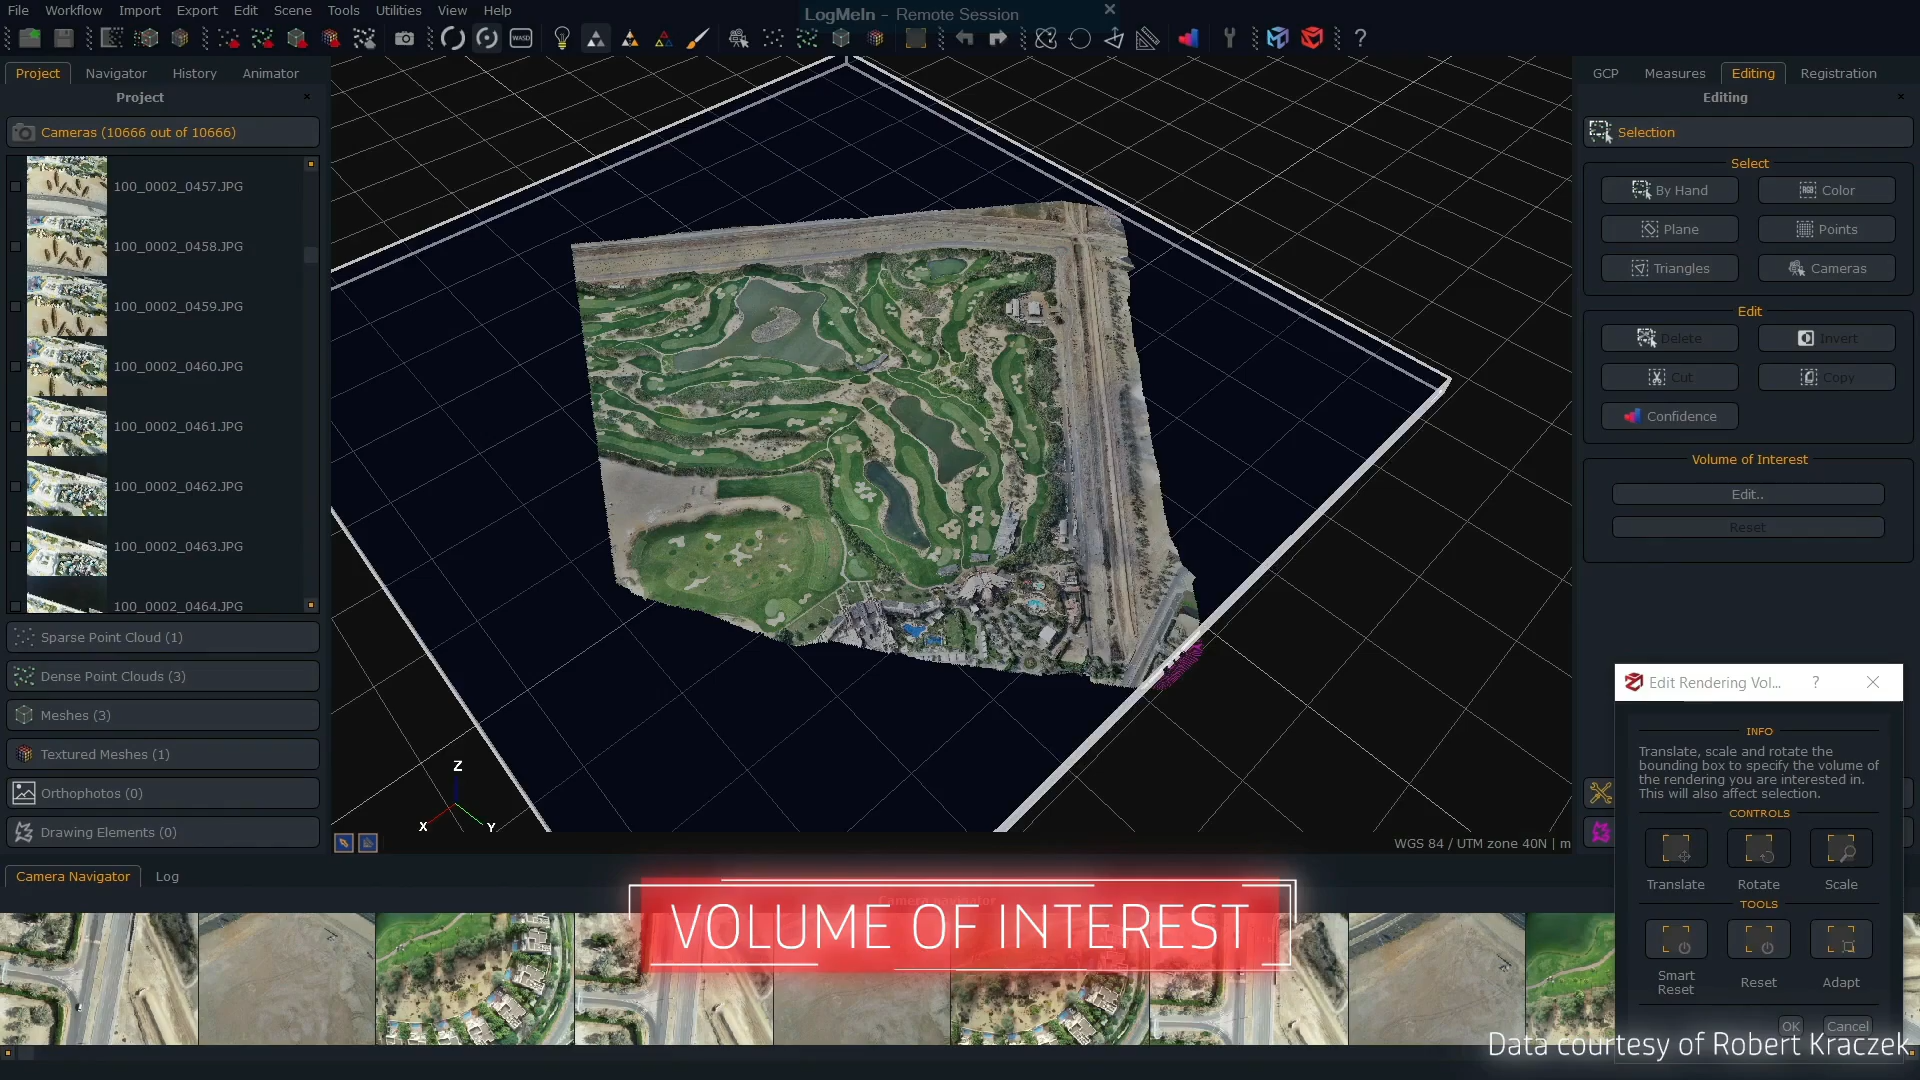 File Workflow Import Export Edit Scene Tools Utilities View Help
LogMeIn - Remote Session
WASD
Project Navigator History Animator
Project
Cameras (10666 out of 10666)
100_0002_0457.JPG
100_0002_0458.JPG
100_0002_0459.JPG
100_0002_0460.JPG
100_0002_0461.JPG
100_0002_0462.JPG
100_0002_0463.JPG
100_0002_0464.JPG
Sparse Point Cloud (1)
Dense Point Clouds (3)
Meshes (3)
Textured Meshes (1)
Orthophotos (0)
Drawing Elements (0)
Z
X
Y
WGS 84 / UTM zone 40N | m
GCP Measures Editing Registration
Editing
Selection
Select
By Hand Color
Plane Points
Triangles Cameras
Edit
Delete Invert
Cut Copy
Confidence
Volume of Interest
Edit..
Reset
Edit Rendering Vol... ?
INFO
Translate, scale and rotate the
bounding box to specify the volume of
the rendering you are interested in.
This will also affect selection.
CONTROLS
Translate Rotate Scale
TOOLS
Smart
Reset Reset Adapt
OK Cancel
Camera Navigator Log
Camera navigator
VOLUME OF INTEREST
Data courtesy of Robert Kraczek